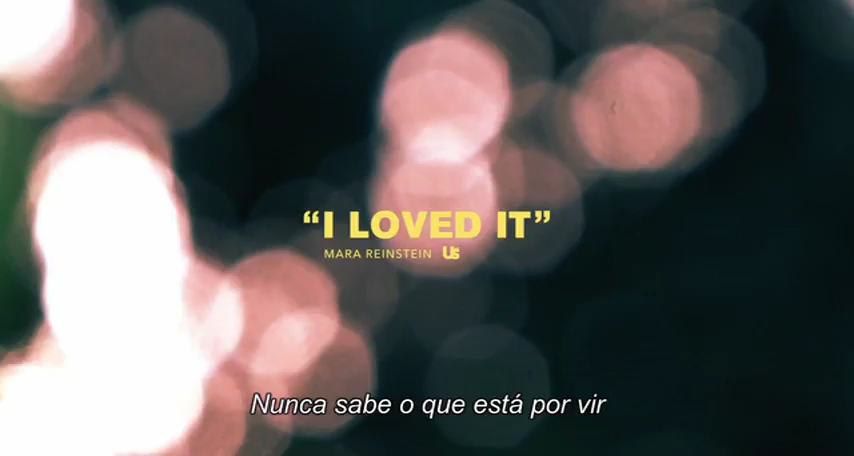 “I LOVED IT”
MARA REINSTEIN Us
Nunca sabe o que está por vir